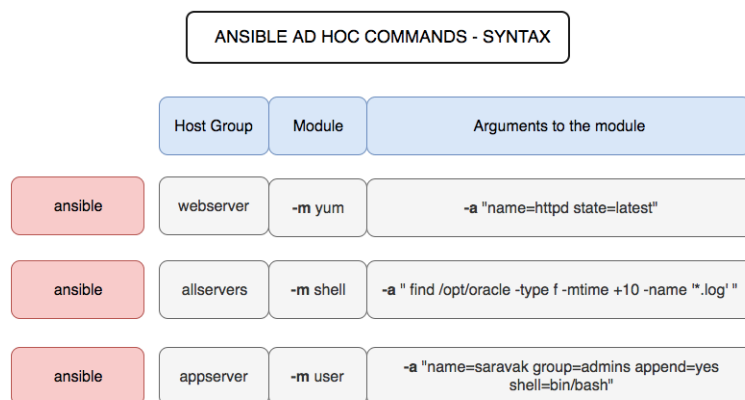 ANSIBLE AD HOC COMMANDS - SYNTAX
Host Group Module Arguments to the module
ansible webserver -m yum -a "name=httpd state=latest"
ansible allservers -m shell -a " find /opt/oracle -type f -mtime +10 -name '*.log' "
ansible appserver -m user -a "name=saravak group=admins append=yes
shell=bin/bash"